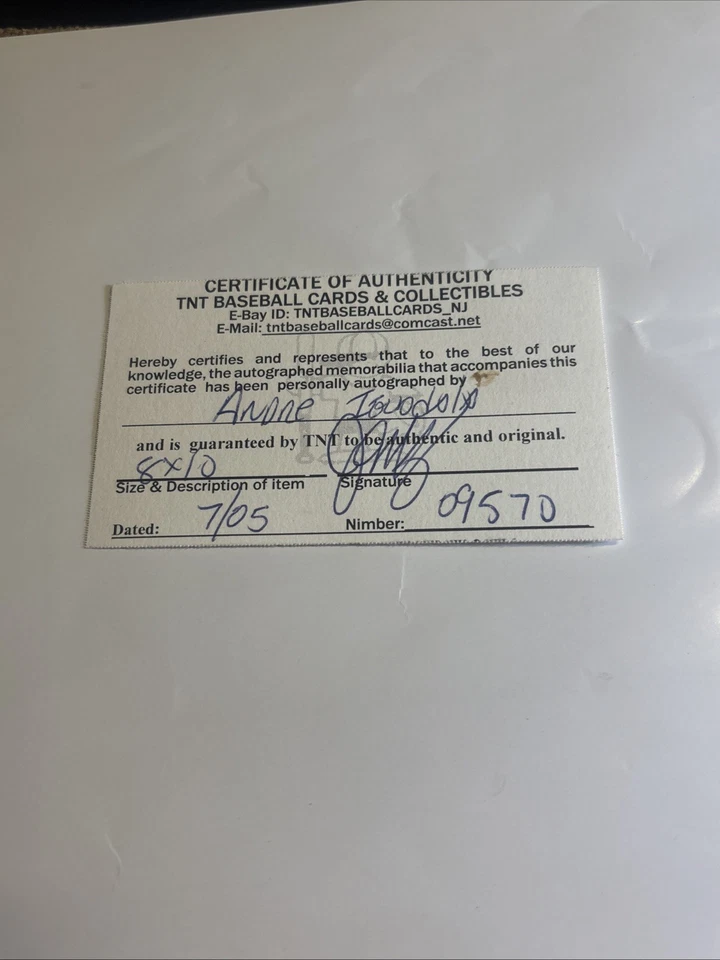 CERTIFICATE OF AUTHENTICITY
TNT BASEBALL CARDS & COLLECTIBLES
E-Bay ID: TNTBASEBALLCARDS_NJ
E-Mail: tntbaseballcards@comcast.net
Hereby certifies and represents that to the best of our
knowledge, the autographed memorabilia that accompanies this
certificate has been personally autographed by
Andre
and is guaranteed by TNT to be authentic and original.
8x10
Size & Description of item Signature
Dated: 7/05 Nimber: 09570